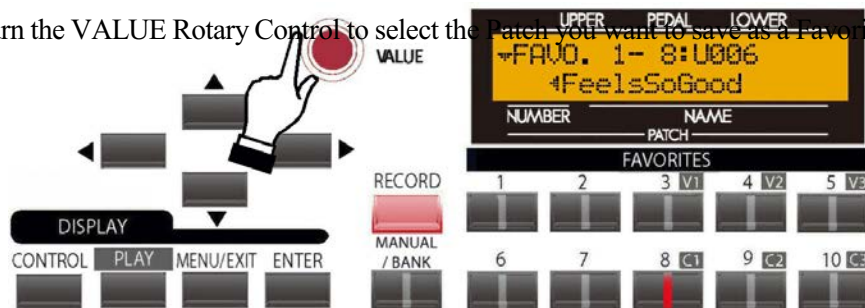 rn the VALUE Rotary Control to select the Patch you want to save as a Favori
UPPER PEDAL LOWER
VALUE
FAVO. 1- 8:U006
FeelsSoGood
NUMBER NAME
PATCH
FAVORITES
RECORD
1 2 3 V1 4 V2 5 V3
DISPLAY
MANUAL
/ BANK
CONTROL PLAY MENU/EXIT ENTER
6 7 8 C1 9 C2 10 C3